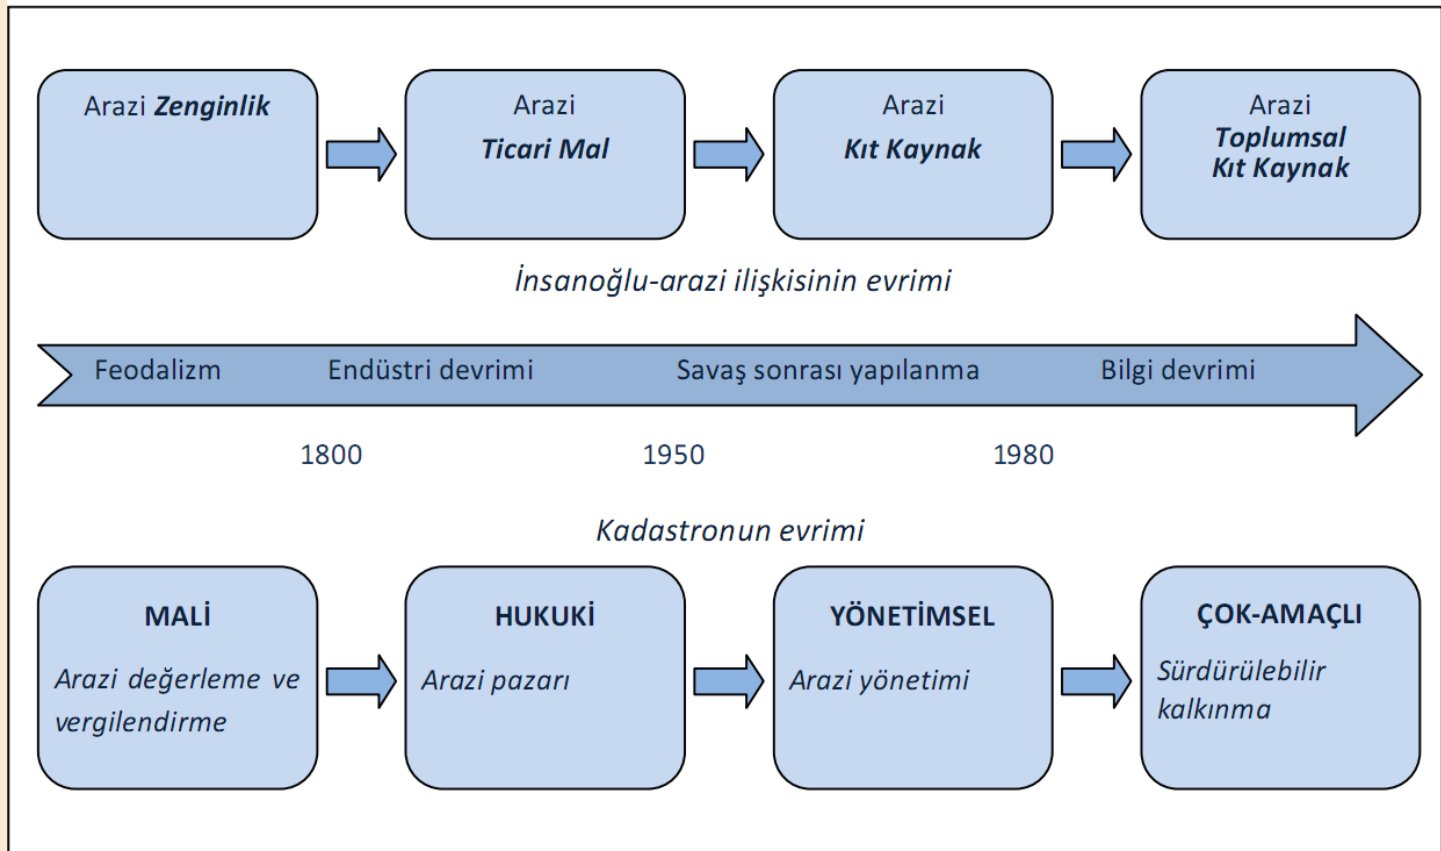 Arazi Zenginlik
Arazi
Ticari Mal
Arazi
Kıt Kaynak
Arazi
Toplumsal
Kıt Kaynak
İnsanoğlu-arazi ilişkisinin evrimi
Feodalizm
Endüstri devrimi
Savaş sonrası yapılanma
Bilgi devrimi
1800
1950
1980
Kadastronun evrimi
MALİ
Arazi değerleme ve
vergilendirme
HUKUKİ
Arazi pazarı
YÖNETİMSEL
Arazi yönetimi
ÇOK-AMAÇLI
Sürdürülebilir
kalkınma